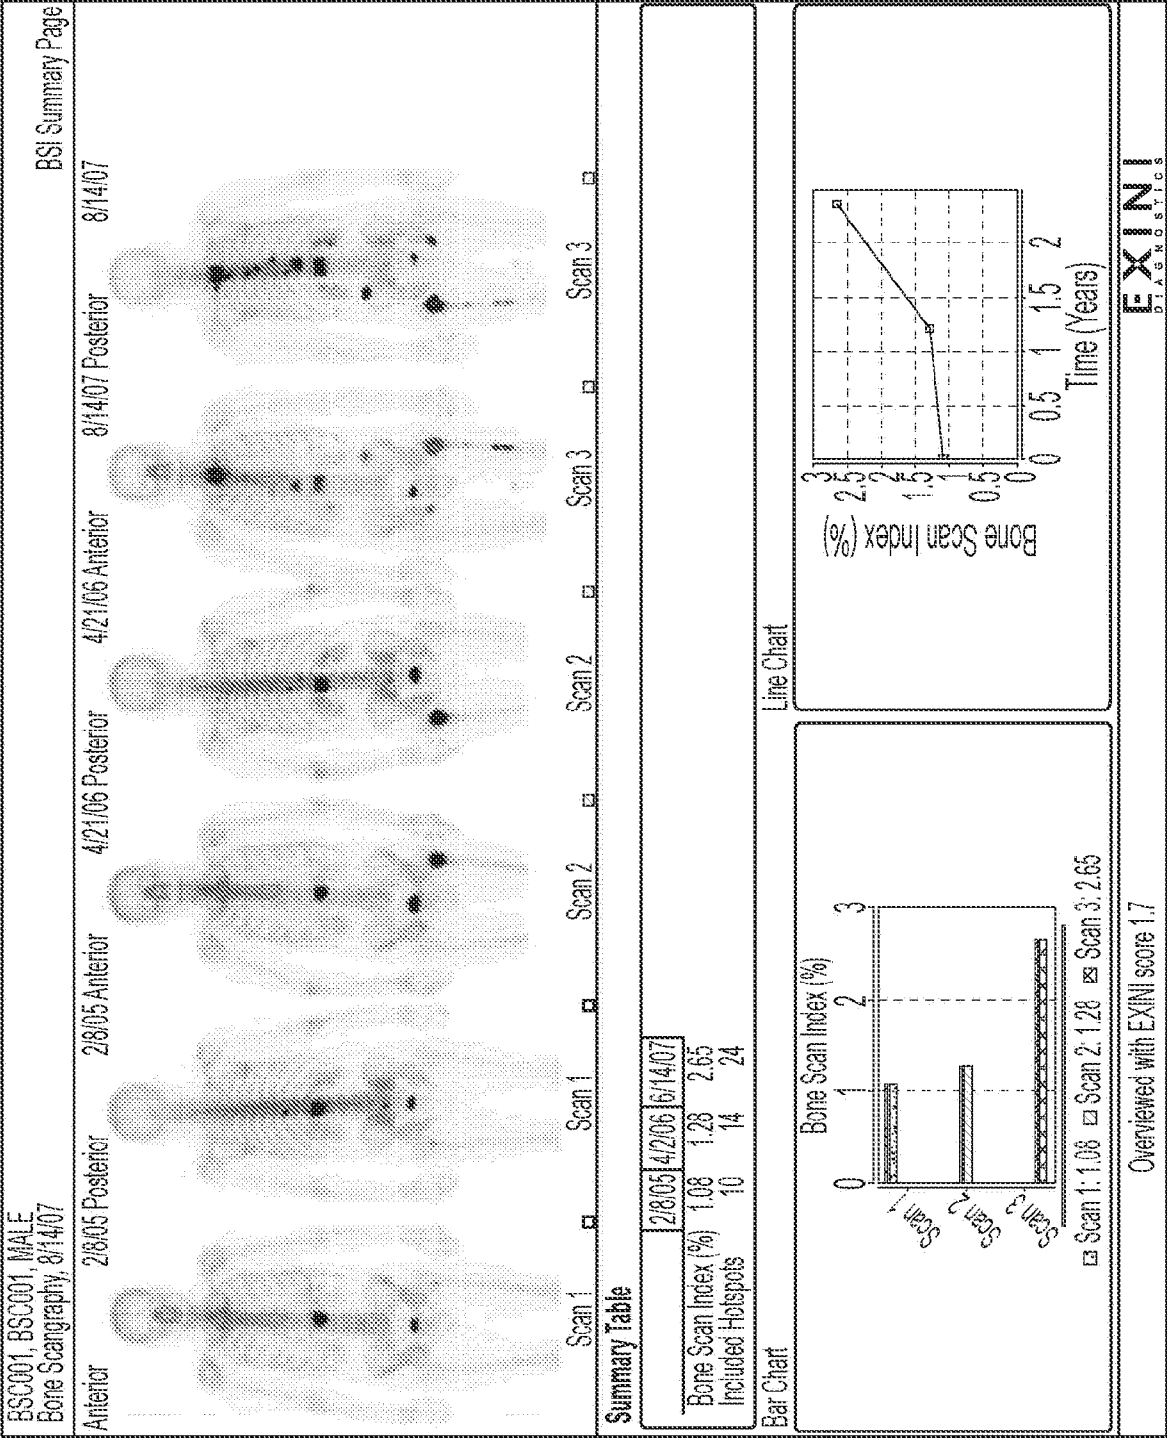 BSC001, BSC001, MALE
Bone Scangraphy, 8/14/07
BSI Summary Page
Anterior 2/8/05 Posterior 2/8/05 Anterior 4/21/06 Posterior 4/21/06 Anterior 8/14/07 Posterior 8/14/07
Scan 1 Scan 1 Scan 2 Scan 2 Scan 3 Scan 3
Summary Table
2/8/05 4/2/06 6/14/07
Bone Scan Index (%) 1.08 1.28 2.65
Included Hotspots 10 14 24
Bar Chart
Bone Scan Index (%)
0 1 2 3
Scan 1
Scan 2
Scan 3
Scan 1: 1.08 Scan 2: 1.28 Scan 3: 2.65
Line Chart
Bone Scan Index (%)
3
2.5
2
1.5
1
0.5
0
0 0.5 1 1.5 2
Time (Years)
Overviewed with EXINI score 1.7
EXINI
DIAGNOSTICS